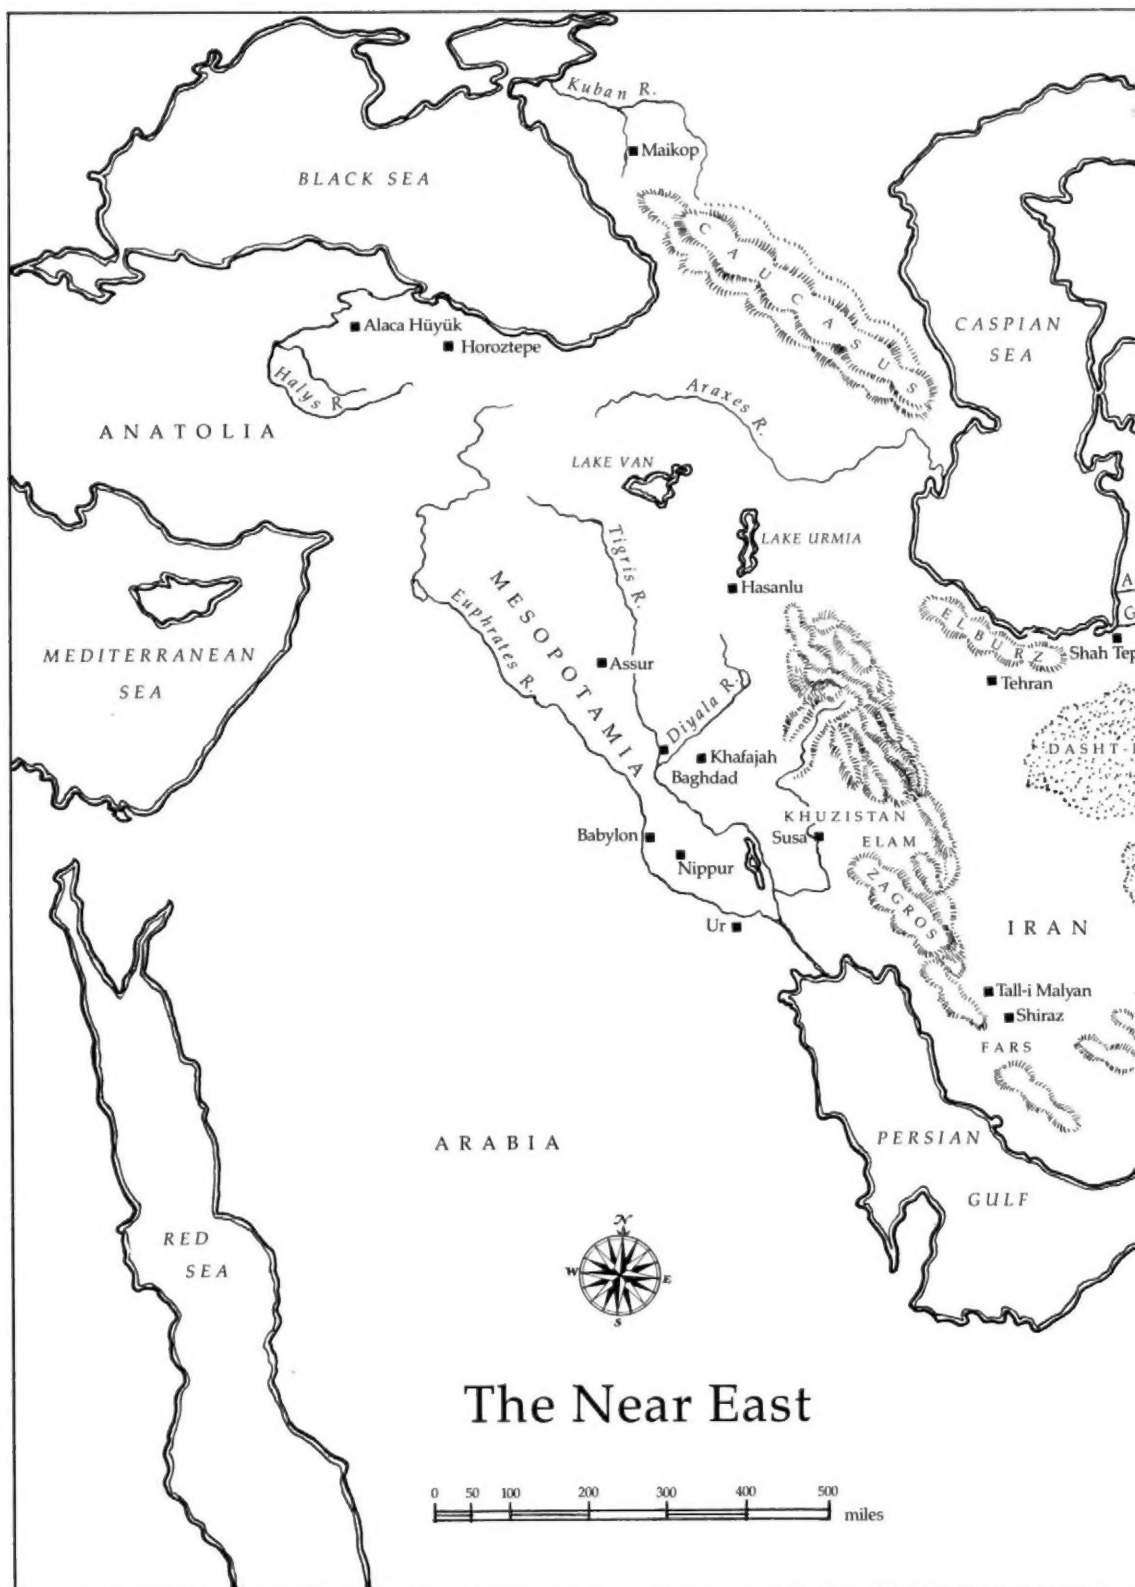 Kuban R.
Maikop
BLACK SEA
CAUCASUS
CASPIAN
SEA
Alaca Hüyük
Horoztepe
Halys R.
Araxes R.
ANATOLIA
LAKE VAN
Tigris R.
LAKE URMIA
Hasanlu
MESOPOTAMIA
Euphrates R.
A
G
ELBURZ
Shah Tep
MEDITERRANEAN
SEA
Assur
Tehran
Diyala R.
Khafajah
Baghdad
DASHT-I
KHUZISTAN
Babylon
Susa
ELAM
Nippur
ZAGROS
Ur
IRAN
Tall-i Malyan
Shiraz
FARS
ARABIA
PERSIAN
GULF
RED
SEA
N
W
E
S
The Near East
0 50 100 200 300 400 500
miles